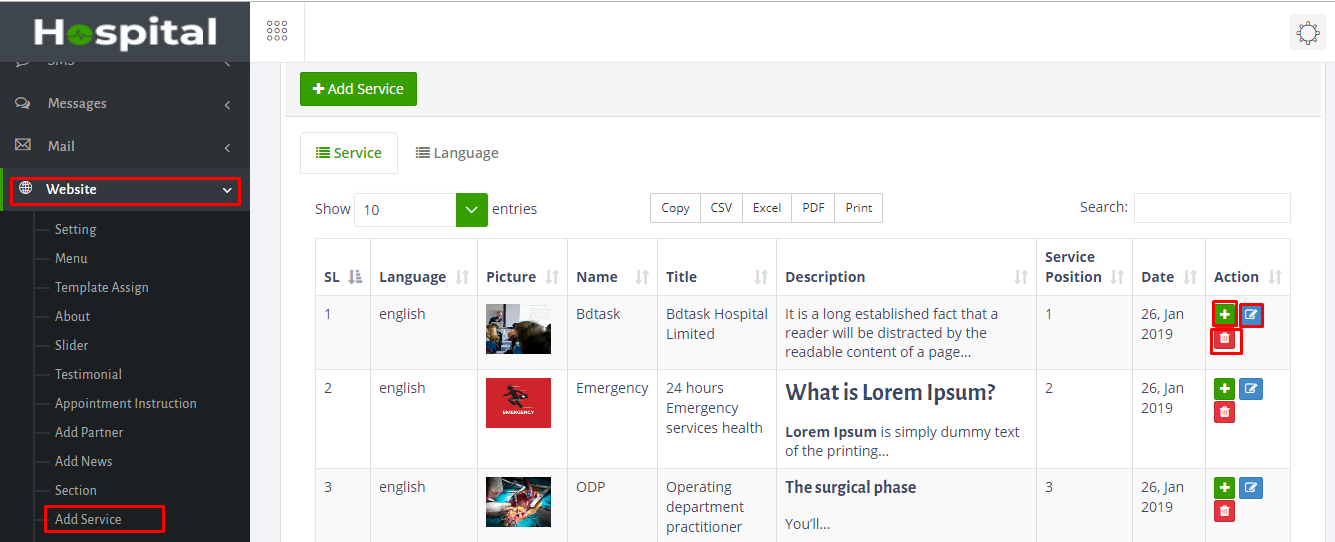 Hospital
SMS
Messages
Mail
Website
Setting
Menu
Template Assign
About
Slider
Testimonial
Appointment Instruction
Add Partner
Add News
Section
Add Service
Add Service
Service
Language
Show 10 entries
Copy CSV Excel PDF Print
Search:
SL Language Picture Name Title Description Service Position Date Action
1 english Bdtask Bdtask Hospital It is a long established fact that a 1 26, Jan
Limited reader will be distracted by the 2019
readable content of a page...
2 english EMERGENCY Emergency 24 hours What is Lorem Ipsum? 2 26, Jan
Emergency 2019
services health Lorem Ipsum is simply dummy text
of the printing...
3 english ODP Operating The surgical phase 3 26, Jan
department 2019
practitioner You'll...